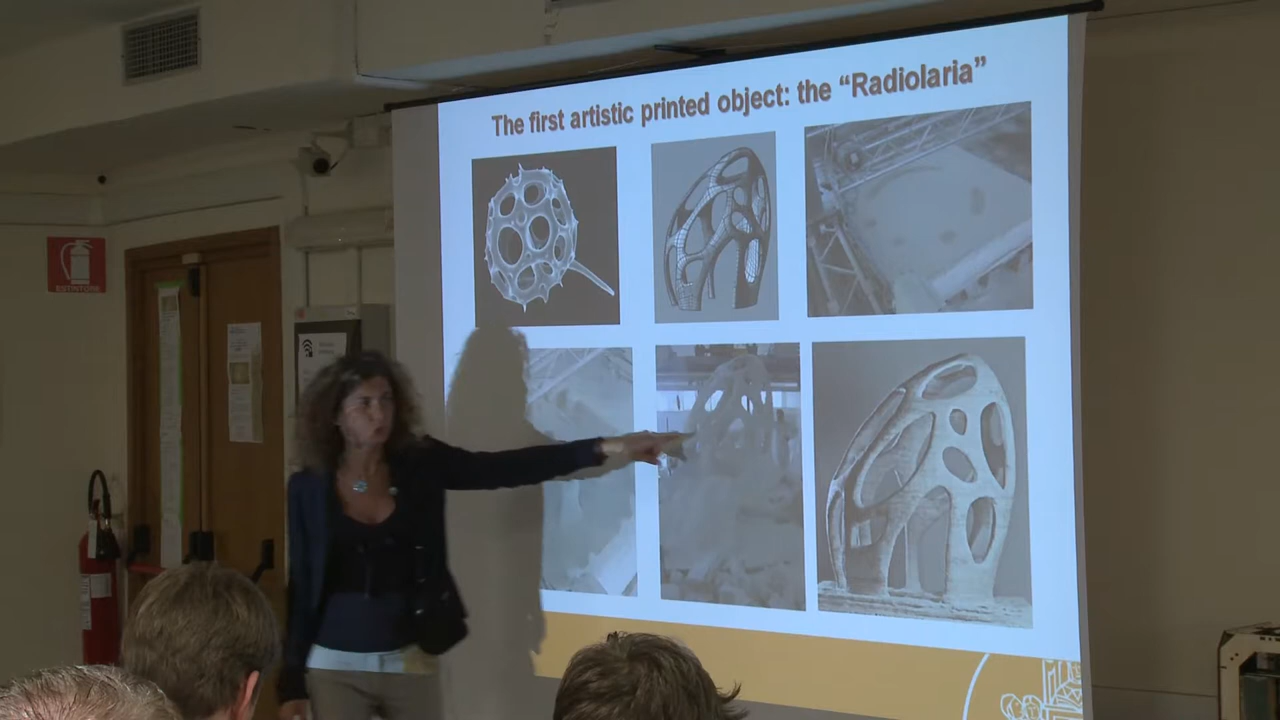 The first artistic printed object: the “Radiolaria”
ESTINTORE